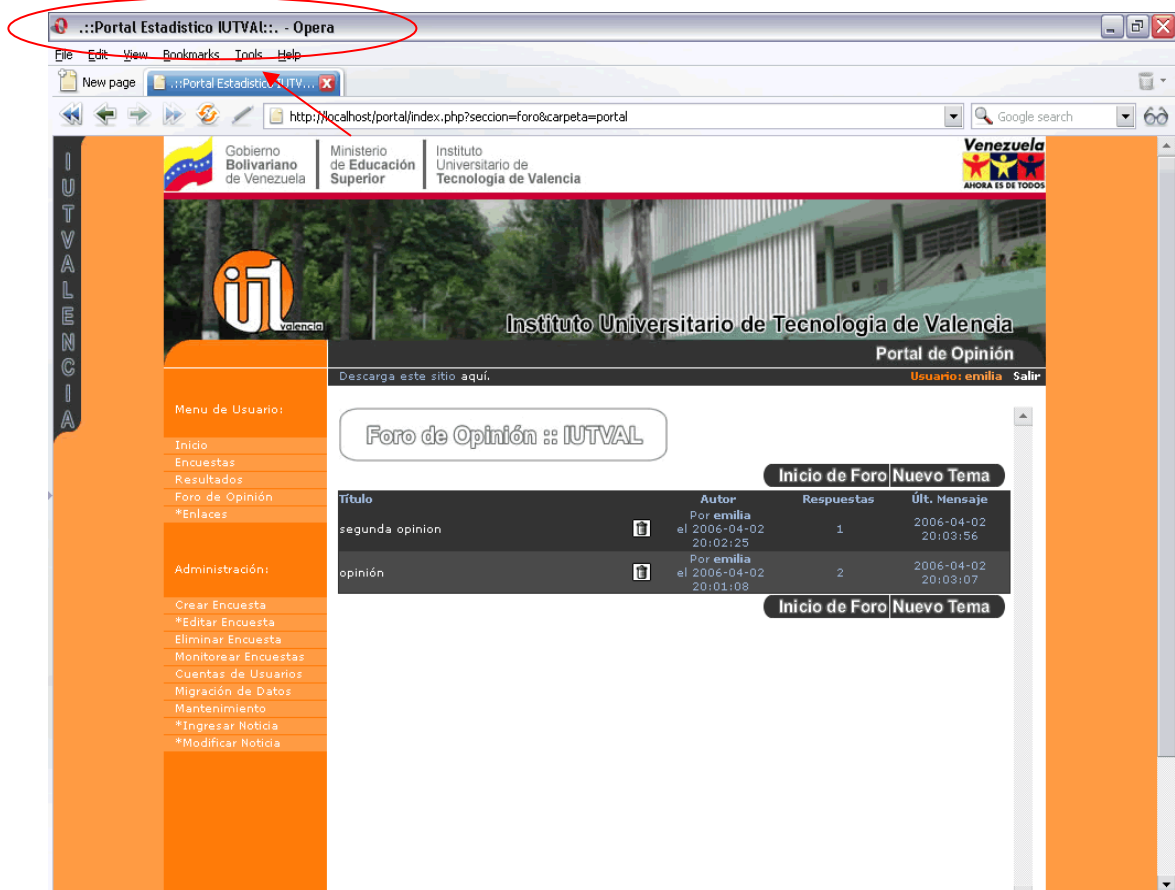 .::Portal Estadistico IUTVAl::. - Opera
File Edit View Bookmarks Tools Help
New page .::Portal Estadistico IUTV...
http://localhost/portal/index.php?seccion=foro&carpeta=portal Google search
IUTVALENCIA
Gobierno Bolivariano de Venezuela
Ministerio de Educación Superior
Instituto Universitario de Tecnología de Valencia
Venezuela
AHORA ES DE TODOS
iut valencia
Instituto Universitario de Tecnologia de Valencia
Portal de Opinión
Descarga este sitio aquí. Usuario: emilia Salir
Menu de Usuario:
Inicio
Encuestas
Resultados
Foro de Opinión
*Enlaces
Administración:
Crear Encuesta
*Editar Encuesta
Eliminar Encuesta
Monitorear Encuestas
Cuentas de Usuarios
Migración de Datos
Mantenimiento
*Ingresar Noticia
*Modificar Noticia
Foro de Opinión :: IUTVAL
Inicio de Foro Nuevo Tema
Título Autor Respuestas Últ. Mensaje
segunda opinion Por emilia el 2006-04-02 20:02:25 1 2006-04-02 20:03:56
opinión Por emilia el 2006-04-02 20:01:08 2 2006-04-02 20:03:07
Inicio de Foro Nuevo Tema